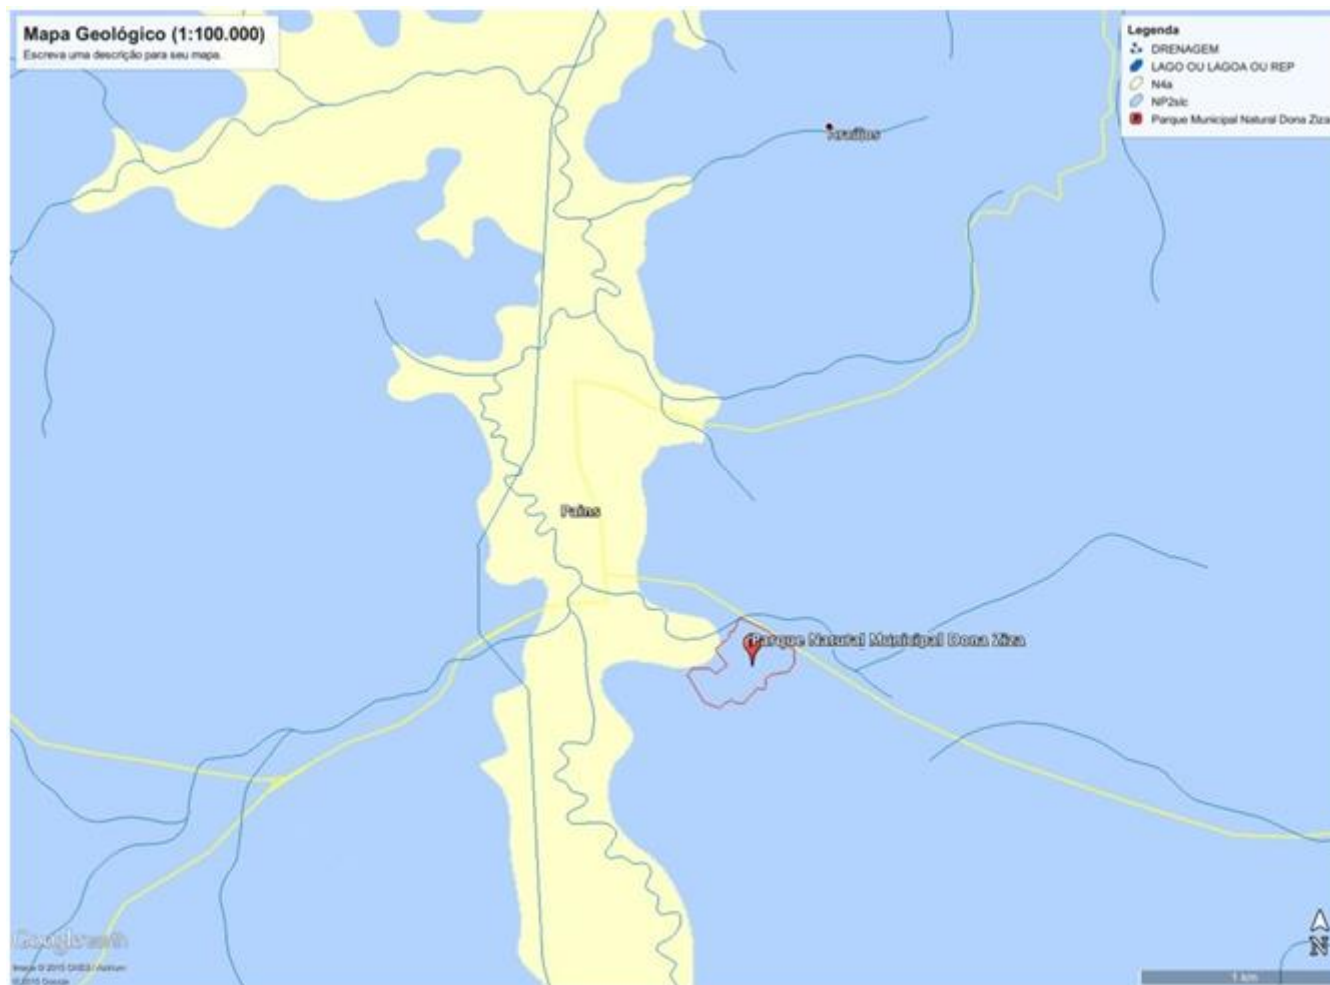 Mapa Geológico (1:100.000)
Escreva uma descrição para seu mapa.
Legenda
DRENAGEM
LAGO OU LAGOA OU REP
N4a
NP2slc
Parque Municipal Natural Dona Ziza
Araújos
Pains
Parque Natural Municipal Dona Ziza
Google earth
N
1 km